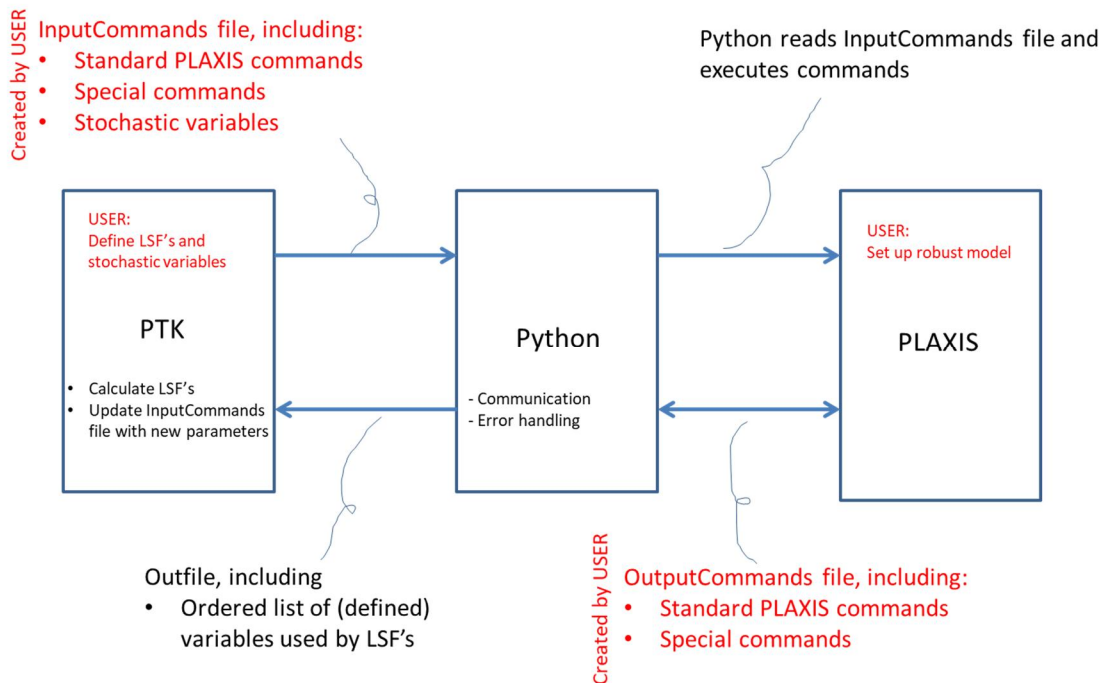 Created by USER
InputCommands file, including:
• Standard PLAXIS commands
• Special commands
• Stochastic variables
Python reads InputCommands file and
executes commands
USER:
Define LSF's and
stochastic variables
PTK
• Calculate LSF's
• Update InputCommands
file with new parameters
Python
- Communication
- Error handling
USER:
Set up robust model
PLAXIS
Outfile, including
• Ordered list of (defined)
variables used by LSF's
Created by USER
OutputCommands file, including:
• Standard PLAXIS commands
• Special commands